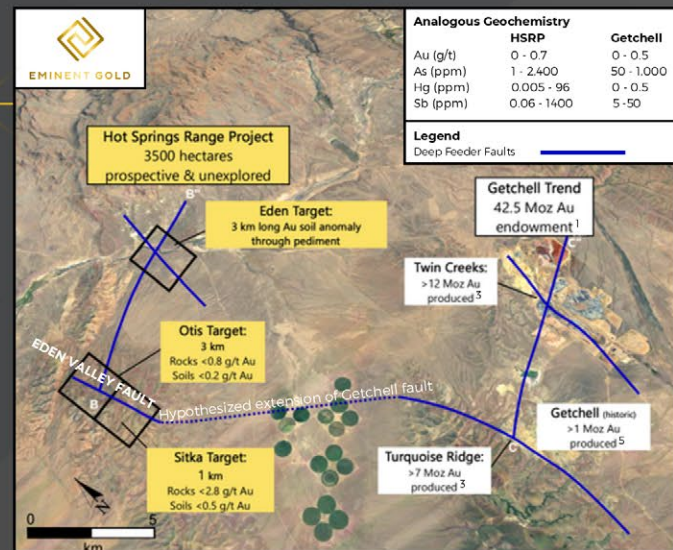 EMINENT GOLD
Analogous Geochemistry
HSRP Getchell
Au (g/t) 0 - 0.7 0 - 0.5
As (ppm) 1 - 2.400 50 - 1.000
Hg (ppm) 0.005 - 96 0 - 0.5
Sb (ppm) 0.06 - 1400 5 -50
Legend
Deep Feeder Faults
Hot Springs Range Project
3500 hectares
prospective & unexplored
B"
Eden Target:
3 km long Au soil anomaly
through pediment
Getchell Trend
42.5 Moz Au
endowment 1
Twin Creeks:
>12 Moz Au
produced 3
Otis Target:
3 km
Rocks <0.8 g/t Au
Soils <0.2 g/t Au
EDEN VALLEY FAULT
B
Hypothesized extension of Getchell fault
Getchell (historic)
>1 Moz Au
produced 5
C
Turquoise Ridge:
>7 Moz Au
produced 3
Sitka Target:
1 km
Rocks <2.8 g/t Au
Soils <0.5 g/t Au
N
0 5
km